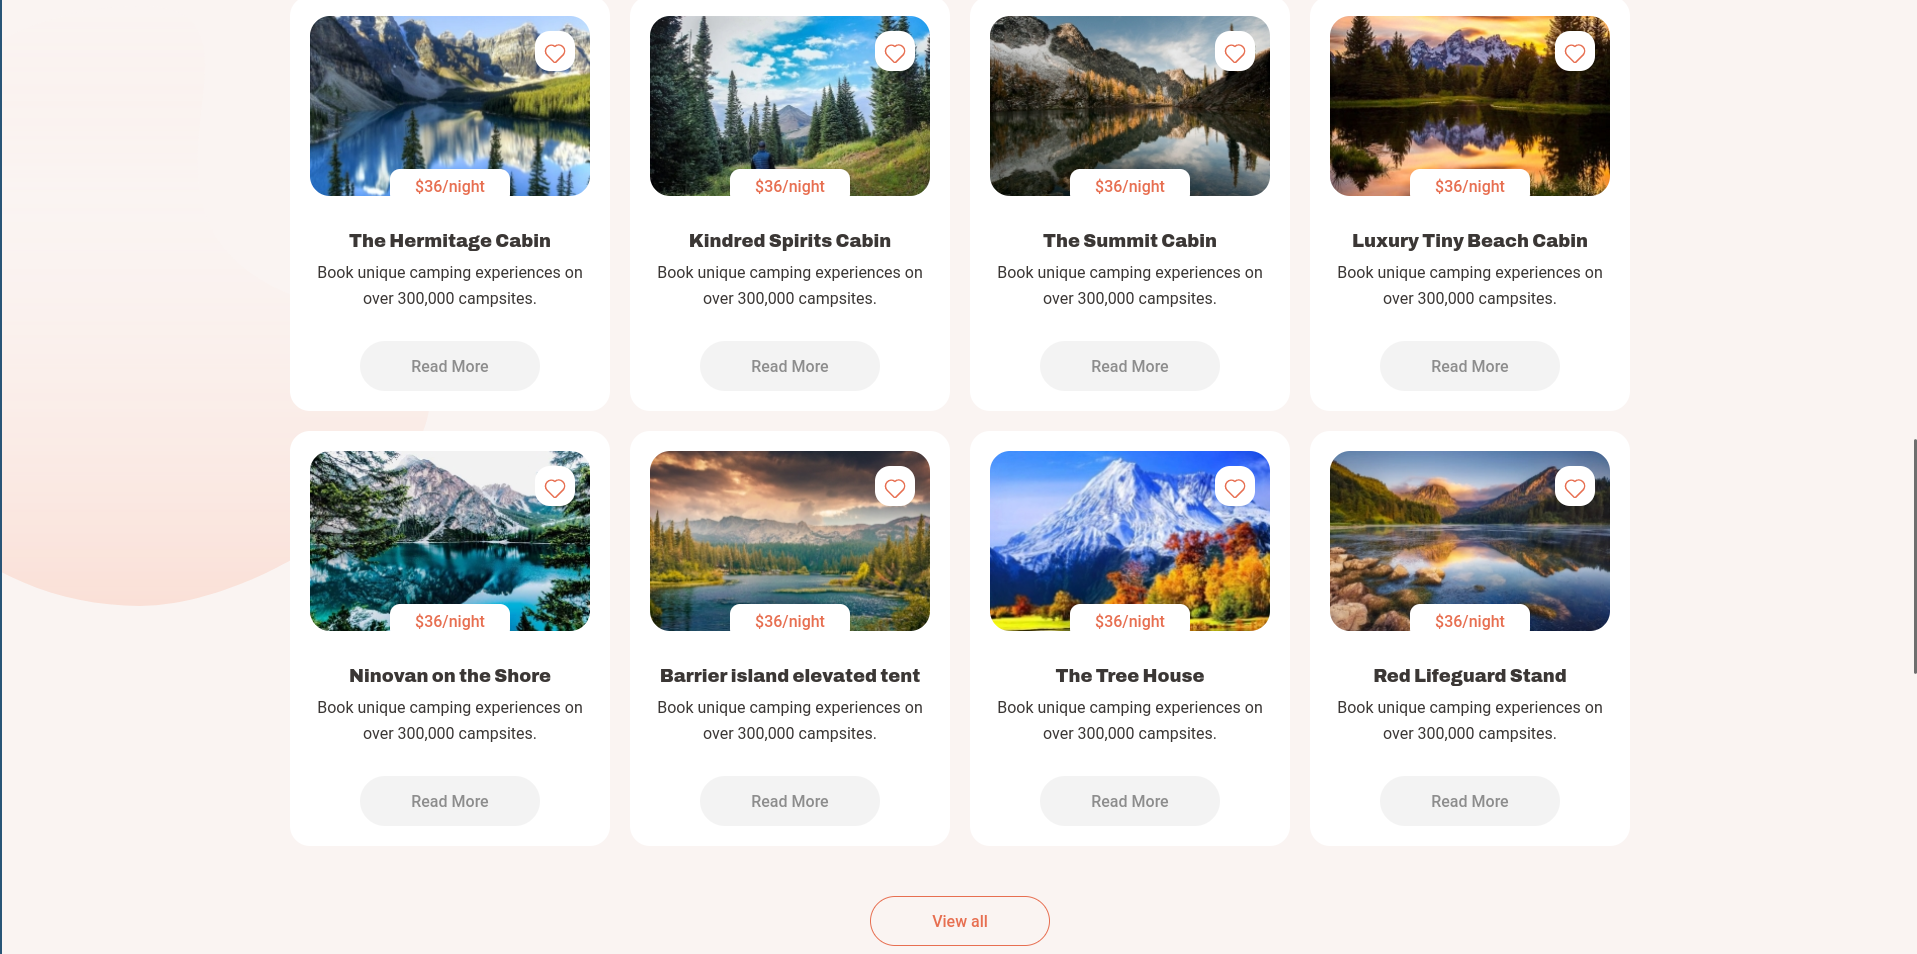 $36/night
$36/night
$36/night
$36/night
The Hermitage Cabin
Kindred Spirits Cabin
The Summit Cabin
Luxury Tiny Beach Cabin
Book unique camping experiences on
over 300,000 campsites.
Book unique camping experiences on
over 300,000 campsites.
Book unique camping experiences on
over 300,000 campsites.
Book unique camping experiences on
over 300,000 campsites.
Read More
Read More
Read More
Read More
$36/night
$36/night
$36/night
$36/night
Ninovan on the Shore
Barrier island elevated tent
The Tree House
Red Lifeguard Stand
Book unique camping experiences on
over 300,000 campsites.
Book unique camping experiences on
over 300,000 campsites.
Book unique camping experiences on
over 300,000 campsites.
Book unique camping experiences on
over 300,000 campsites.
Read More
Read More
Read More
Read More
View all